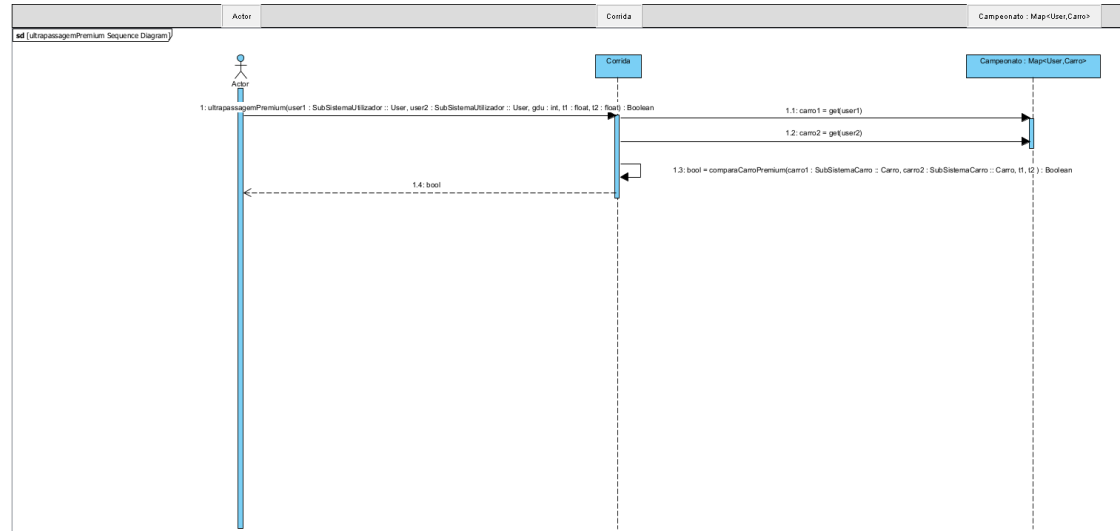 Actor
Corrida
Campeonato : Map<User,Carro>
sd [ultrapassagemPremium Sequence Diagram]
Actor
Corrida
Campeonato : Map<User,Carro>
1: ultrapassagemPremium(user1 : SubSistemaUtilizador :: User, user2 : SubSistemaUtilizador :: User, gdu : int, t1 : float, t2 : float) : Boolean
1.1: carro1 = get(user1)
1.2: carro2 = get(user2)
1.3: bool = comparaCarroPremium(carro1 : SubSistemaCarro :: Carro, carro2 : SubSistemaCarro :: Carro, t1, t2 ) : Boolean
1.4: bool